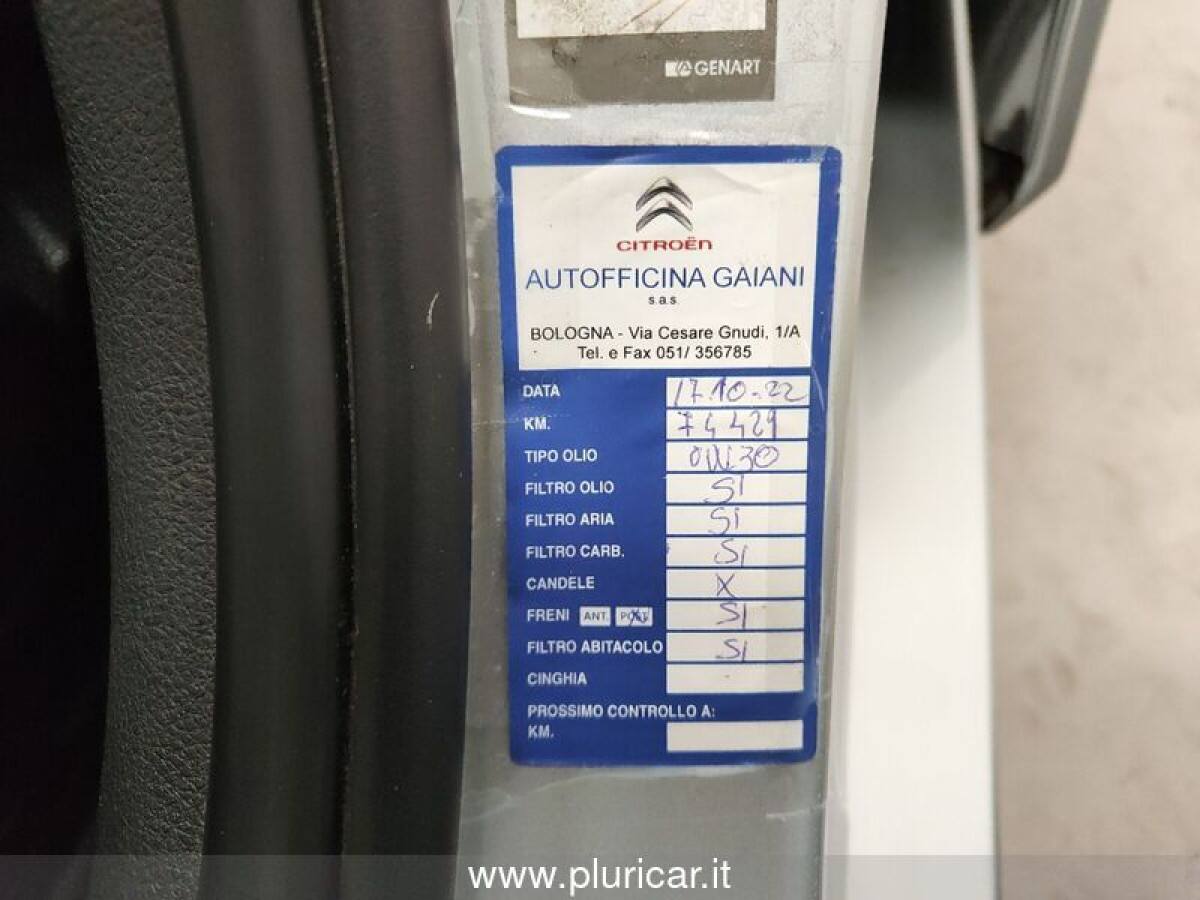 GENART
CITROËN
AUTOFFICINA GAIANI
s.a.s.
BOLOGNA - Via Cesare Gnudi, 1/A
Tel. e Fax 051/ 356785
DATA 17.10.22
KM. 74429
TIPO OLIO 0W30
FILTRO OLIO SI
FILTRO ARIA SI
FILTRO CARB. SI
CANDELE X
FRENI ANT. POST SI
FILTRO ABITACOLO SI
CINGHIA
PROSSIMO CONTROLLO A:
KM.
www.pluricar.it